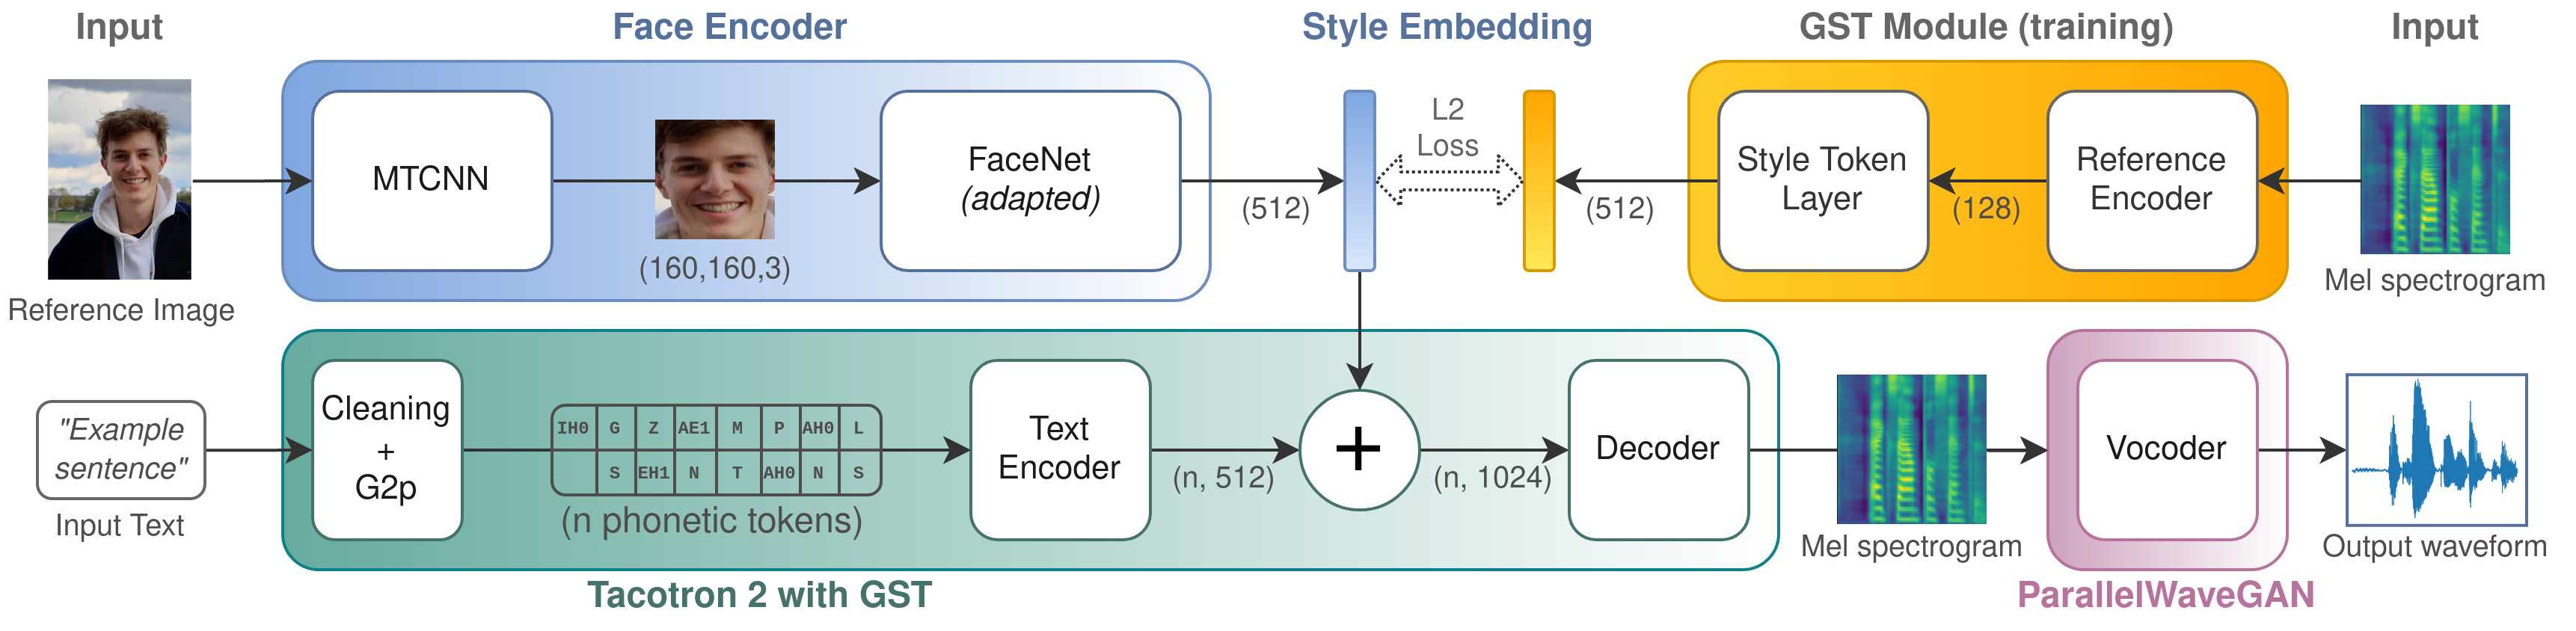 Input
Face Encoder
Style Embedding
GST Module (training)
Input
MTCNN
(160,160,3)
FaceNet
(adapted)
(512)
L2
Loss
(512)
Style Token
Layer
(128)
Reference
Encoder
Reference Image
Mel spectrogram
"Example
sentence"
Input Text
Cleaning
+
G2p
IH0 G Z AE1 M P AH0 L
S EH1 N T AH0 N S
(n phonetic tokens)
Text
Encoder
(n, 512)
+
(n, 1024)
Decoder
Mel spectrogram
Vocoder
Output waveform
Tacotron 2 with GST
ParallelWaveGAN